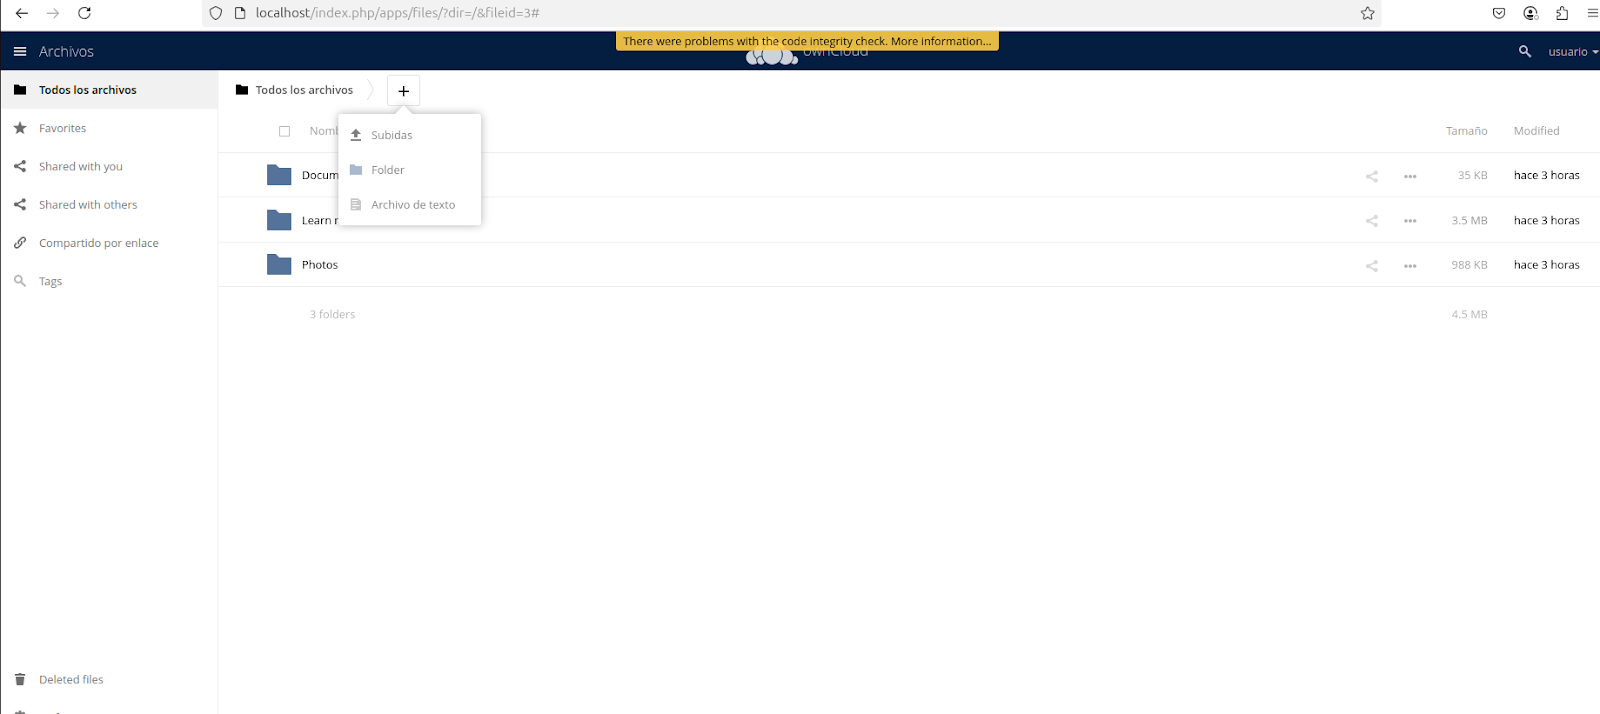 localhost/index.php/apps/files/?dir=/&fileid=3#
There were problems with the code integrity check. More information...
Archivos
ownCloud
usuario
Todos los archivos
Favorites
Shared with you
Shared with others
Compartido por enlace
Tags
Deleted files
Todos los archivos
+
Subidas
Folder
Archivo de texto
Nomb
Tamaño
Modified
Docum
35 KB
hace 3 horas
Learn
3.5 MB
hace 3 horas
Photos
988 KB
hace 3 horas
3 folders
4.5 MB